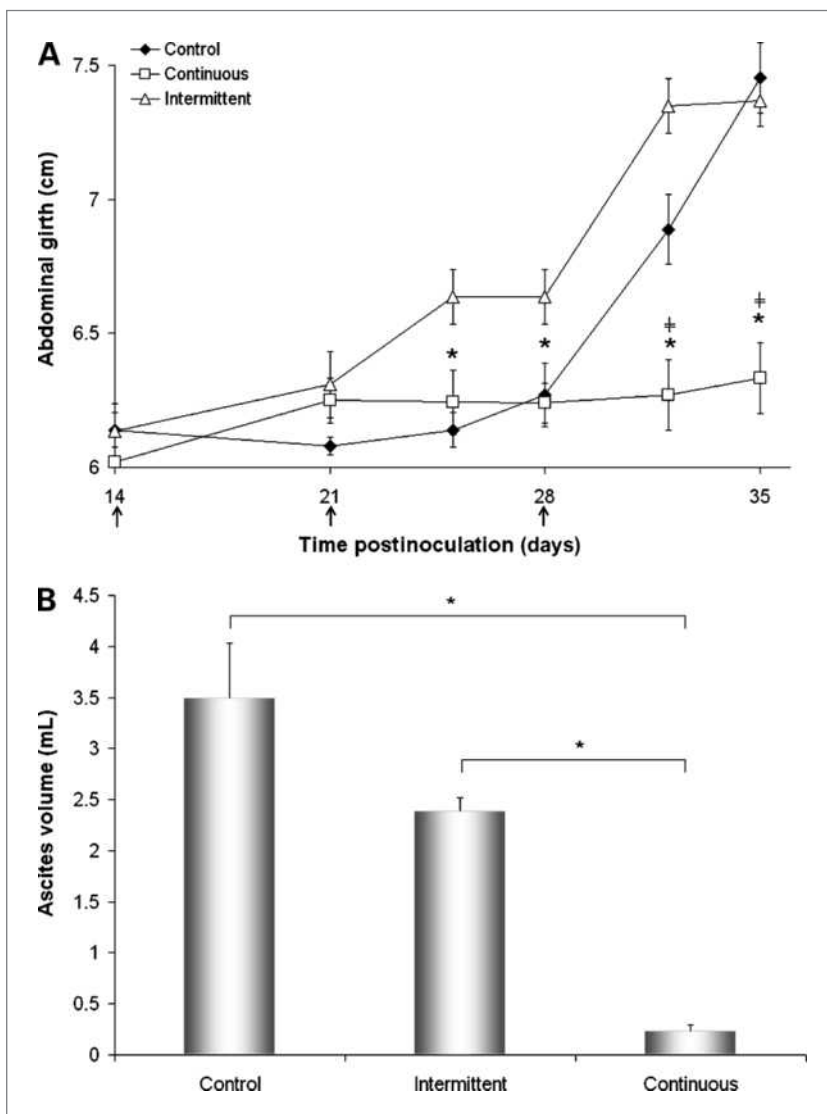 A
Control
Continuous
Intermittent
Abdominal girth (cm)
7.5
7
6.5
6
* * ‡ * ‡ *
14 21 28 35
↑ ↑ ↑
Time postinoculation (days)
B
Ascites volume (mL)
4.5
4
3.5
3
2.5
2
1.5
1
0.5
0
*
*
Control Intermittent Continuous